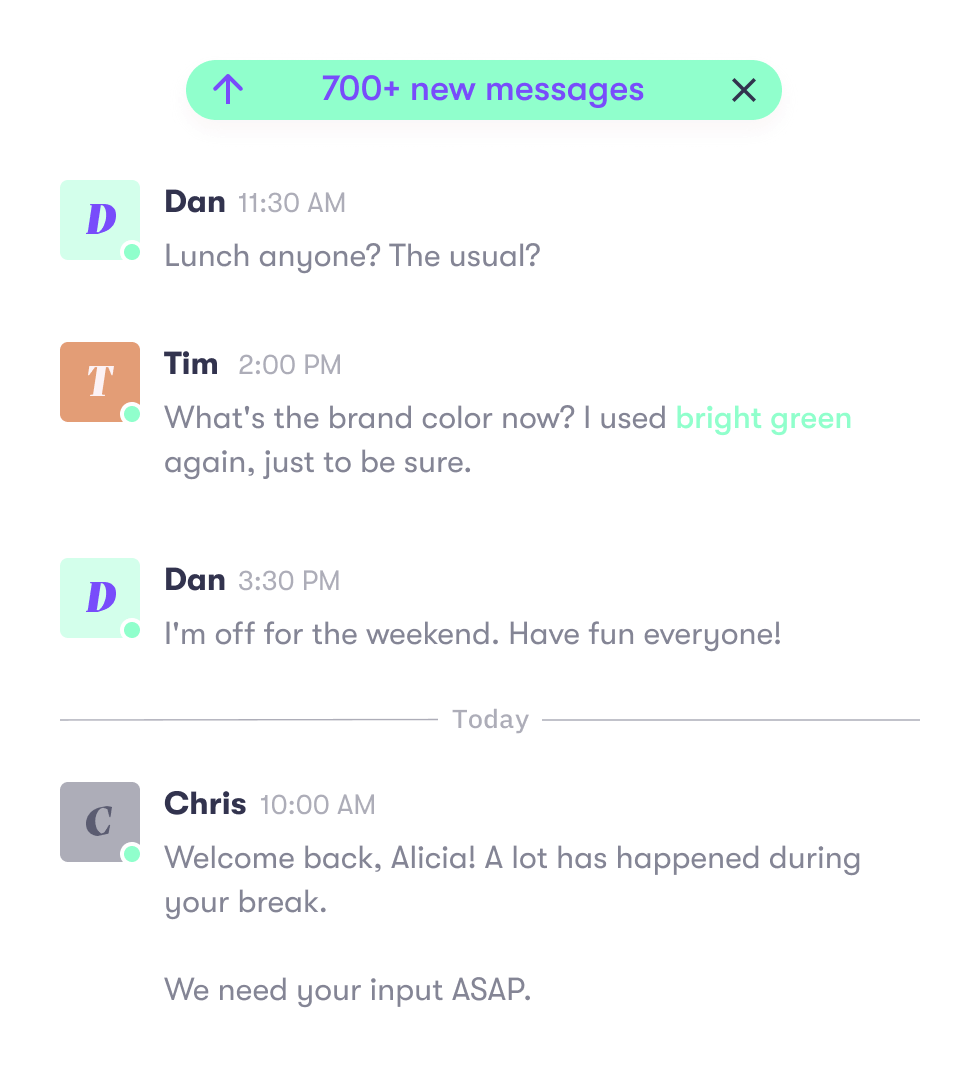 700+ new messages
D
Dan 11:30 AM
Lunch anyone? The usual?
T
Tim 2:00 PM
What's the brand color now? I used bright green
again, just to be sure.
D
Dan 3:30 PM
I'm off for the weekend. Have fun everyone!
Today
C
Chris 10:00 AM
Welcome back, Alicia! A lot has happened during
your break.
We need your input ASAP.